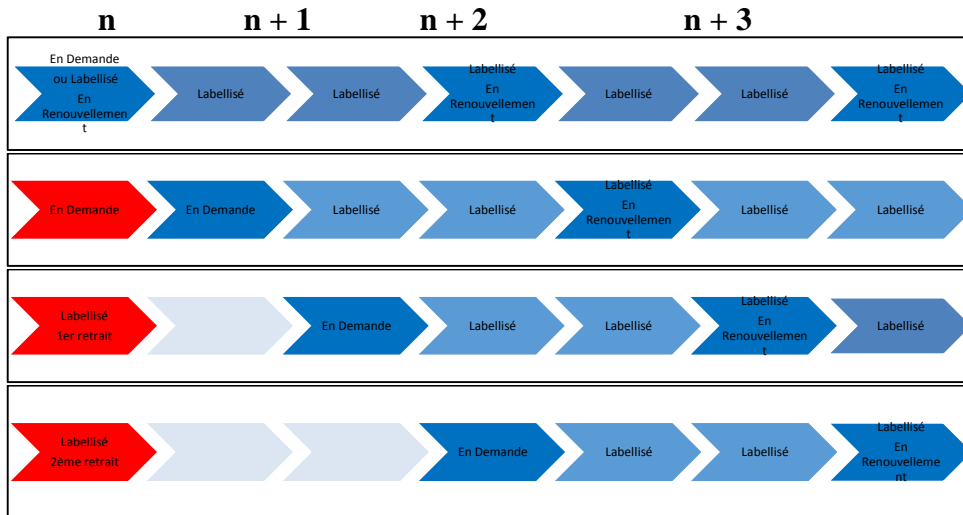 n n + 1 n + 2 n + 3
En Demande
ou Labellisé
En
Renouvellemen
t
Labellisé
Labellisé
Labellisé
En
Renouvellemen
t
Labellisé
Labellisé
Labellisé
En
Renouvellemen
t
En Demande
En Demande
Labellisé
Labellisé
Labellisé
En
Renouvellemen
t
Labellisé
Labellisé
Labellisé
1er retrait
En Demande
Labellisé
Labellisé
Labellisé
En
Renouvellemen
t
Labellisé
Labellisé
2ème retrait
En Demande
Labellisé
Labellisé
Labellisé
En
Renouvelleme
nt